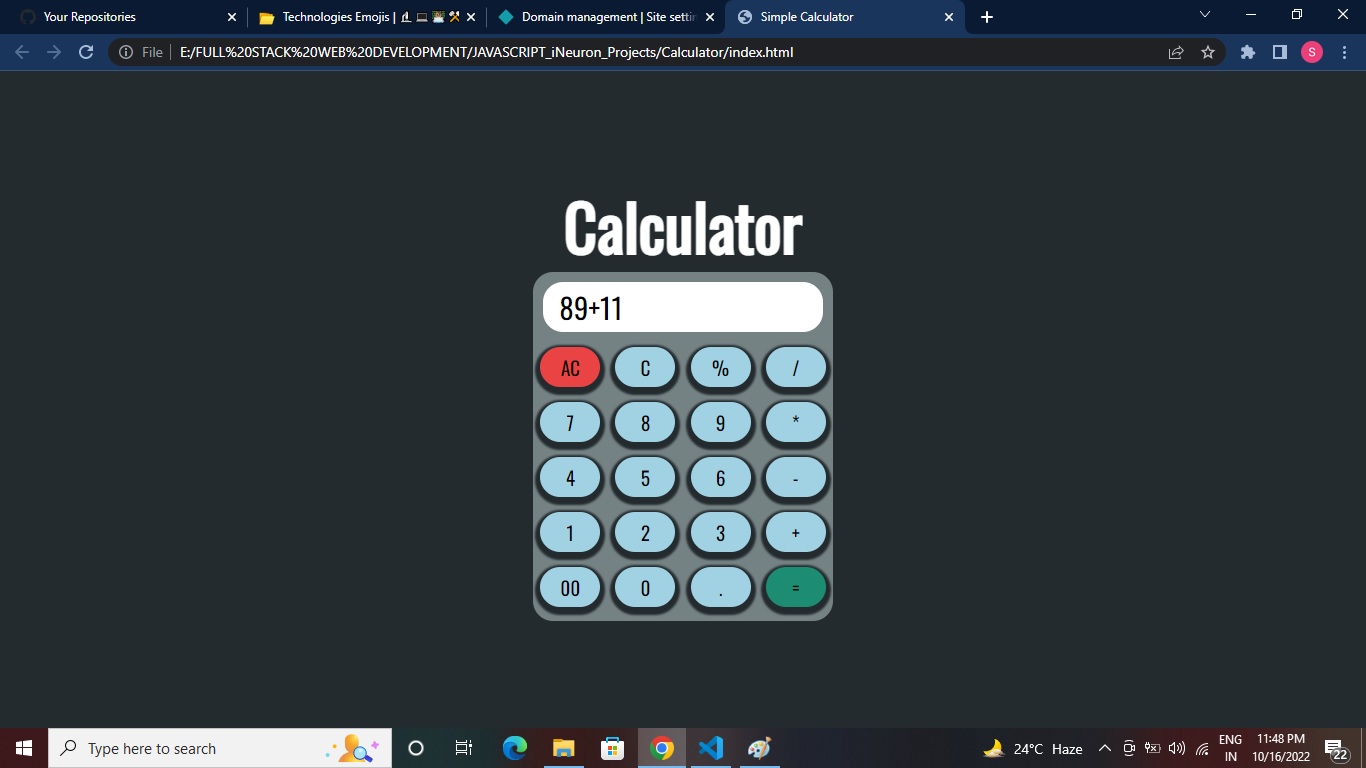 Your Repositories
Technologies Emojis |
Domain management | Site settin
Simple Calculator
File
E:/FULL%20STACK%20WEB%20DEVELOPMENT/JAVASCRIPT_iNeuron_Projects/Calculator/index.html
S
Calculator
89+11
AC C % /
7 8 9 *
4 5 6 -
1 2 3 +
00 0 . =
Type here to search
24°C Haze
ENG
IN
11:48 PM
10/16/2022
22